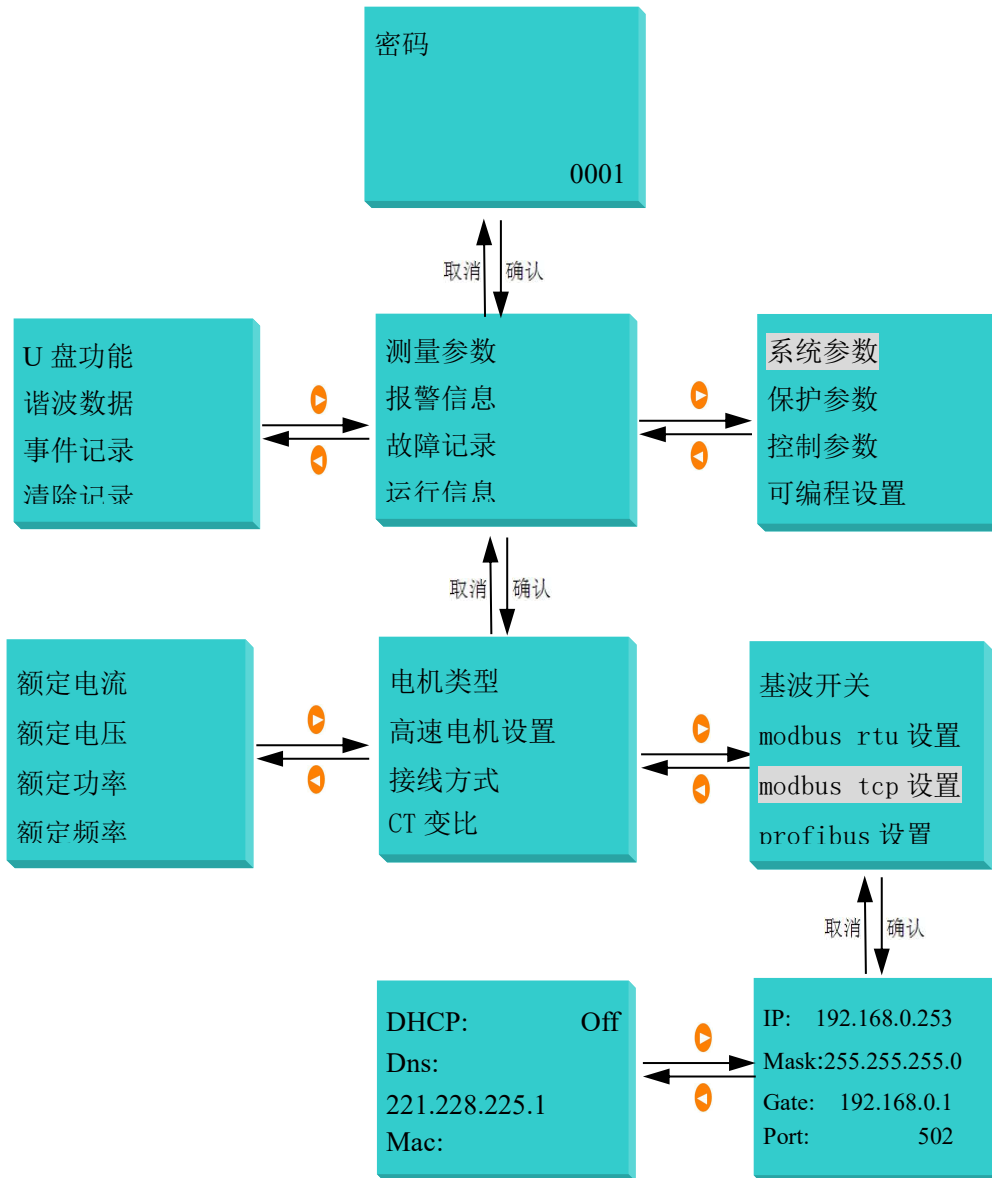 密码
0001
取消
确认
U 盘功能
谐波数据
事件记录
清除记录
测量参数
报警信息
故障记录
运行信息
系统参数
保护参数
控制参数
可编程设置
取消
确认
额定电流
额定电压
额定功率
额定频率
电机类型
高速电机设置
接线方式
CT 变比
基波开关
modbus rtu 设置
modbus tcp 设置
profibus 设置
取消
确认
DHCP: Off
Dns:
221.228.225.1
Mac:
IP: 192.168.0.253
Mask:255.255.255.0
Gate: 192.168.0.1
Port: 502